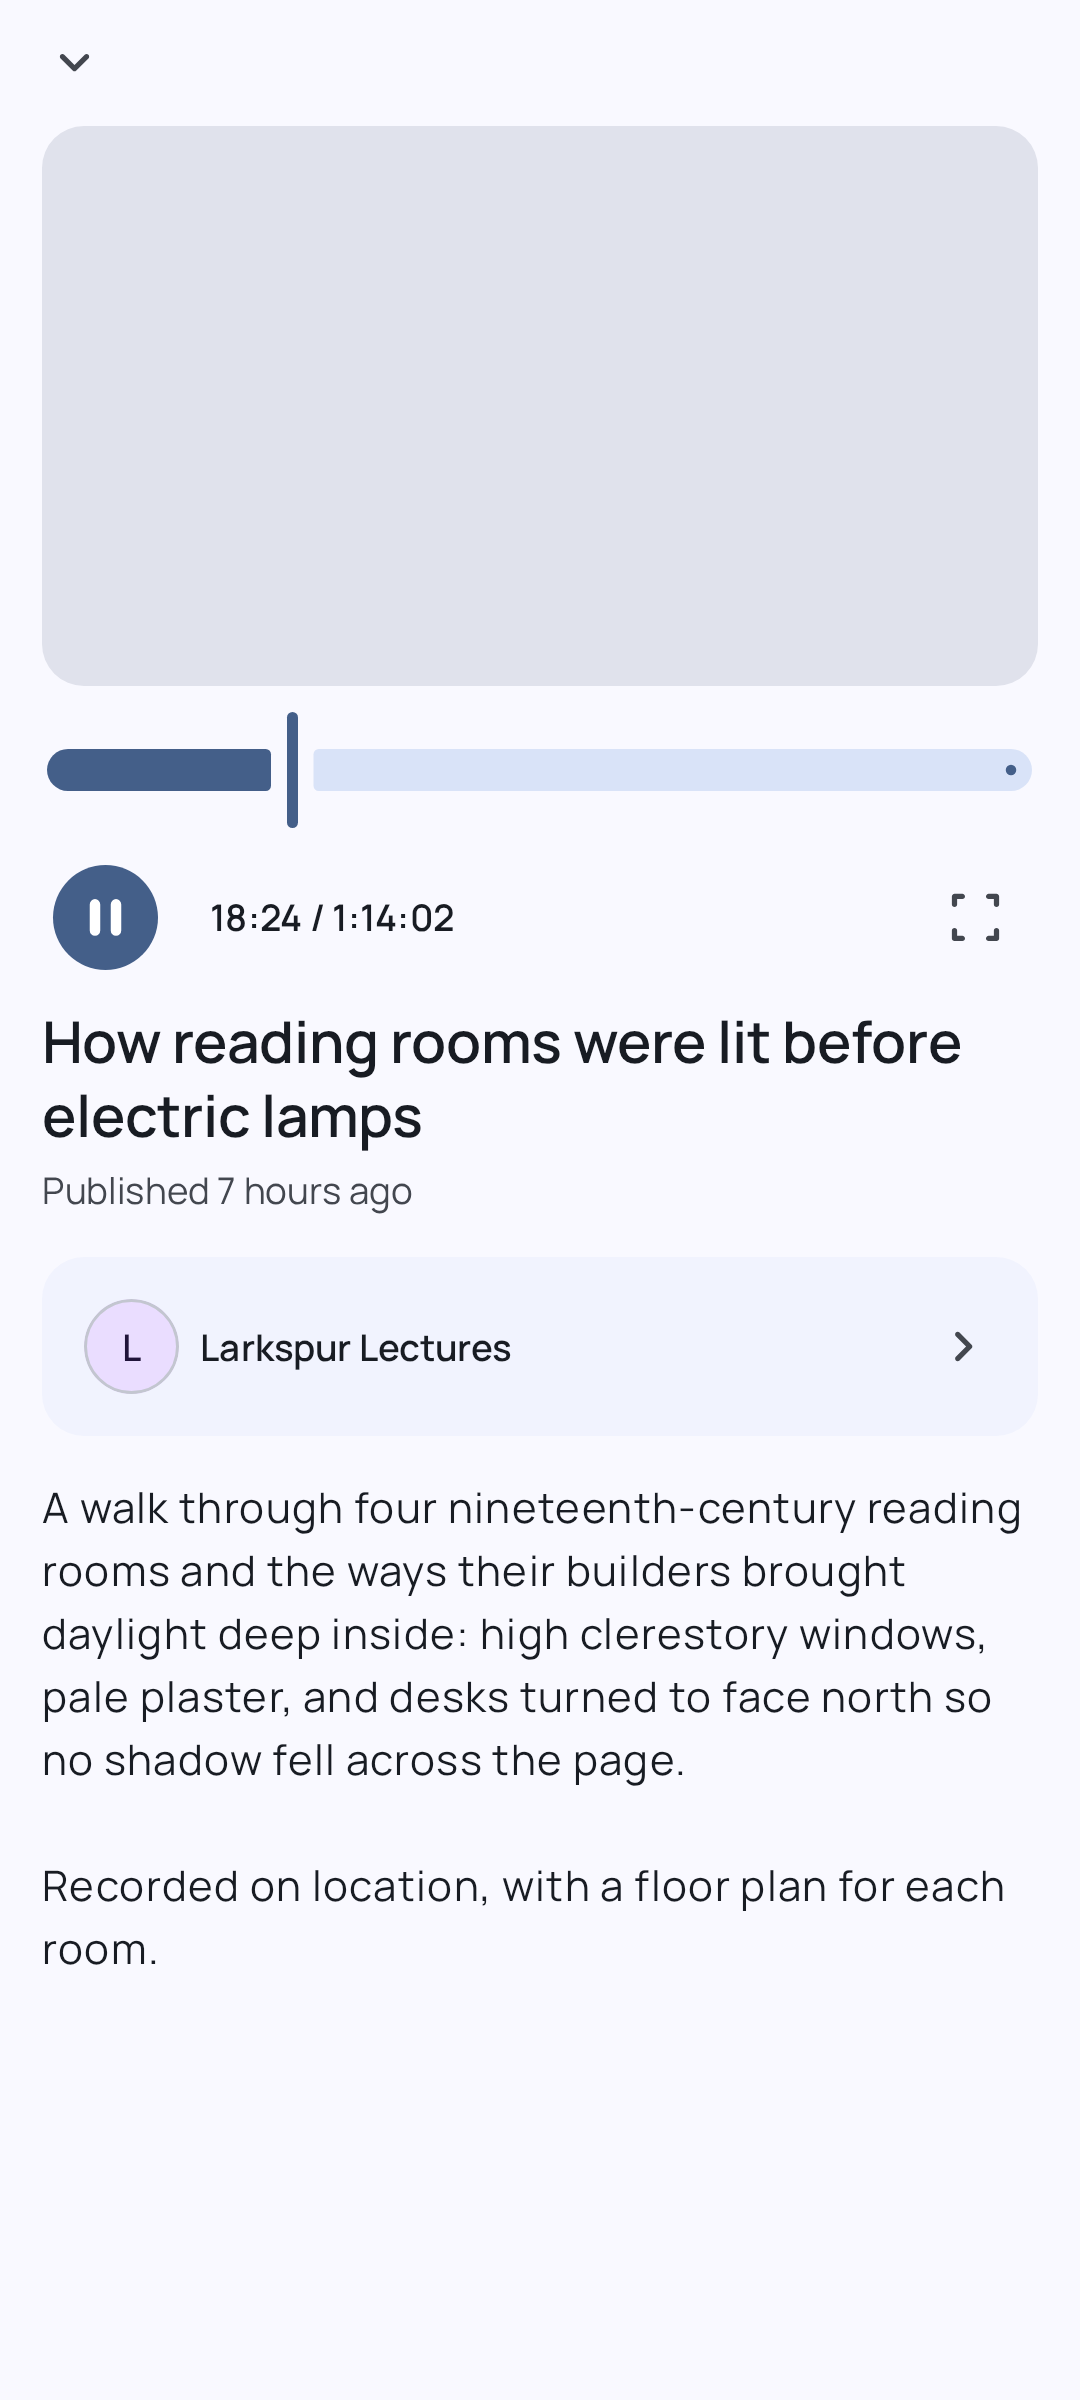 18:24 / 1:14:02
How reading rooms were lit before
electric lamps
Published 7 hours ago
L
Larkspur Lectures
A walk through four nineteenth-century reading
rooms and the ways their builders brought
daylight deep inside: high clerestory windows,
pale plaster, and desks turned to face north so
no shadow fell across the page.
Recorded on location, with a floor plan for each
room.